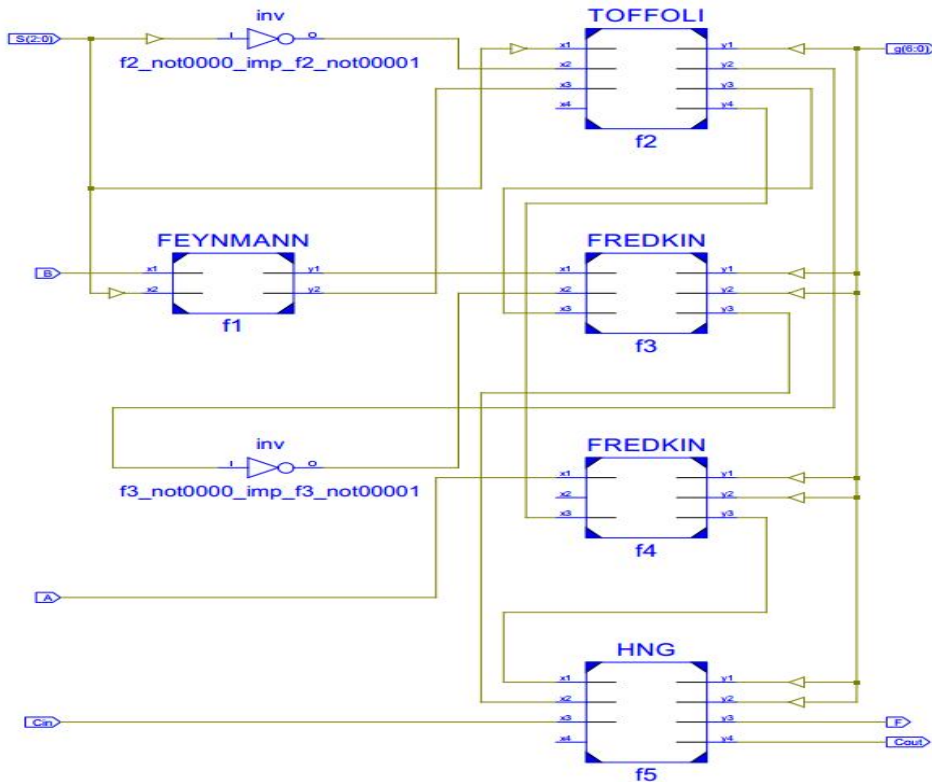 inv
TOFFOLI
S(2:0)
I
O
x1
y1
g(6:0)
f2_not0000_imp_f2_not00001
x2
y2
x3
y3
x4
y4
f2
FEYNMANN
FREDKIN
B
x1
y1
x1
y1
x2
y2
x2
y2
x3
y3
f1
f3
inv
FREDKIN
I
O
x1
y1
f3_not0000_imp_f3_not00001
x2
y2
x3
y3
f4
A
HNG
x1
y1
x2
y2
Cin
x3
y3
F
x4
y4
Cout
f5